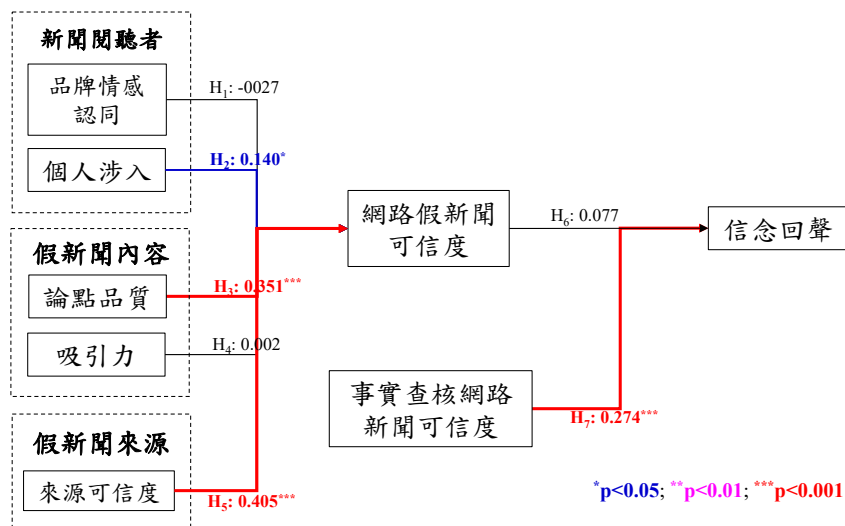 新聞閱聽者
品牌情感
認同
H₁: -0027
個人涉入
H₂: 0.140*
假新聞內容
論點品質
H₃: 0.351***
吸引力
H₄: 0.002
假新聞來源
來源可信度
H₅: 0.405***
網路假新聞
可信度
H₆: 0.077
信念回聲
事實查核網路
新聞可信度
H₇: 0.274***
*p<0.05; **p<0.01; ***p<0.001